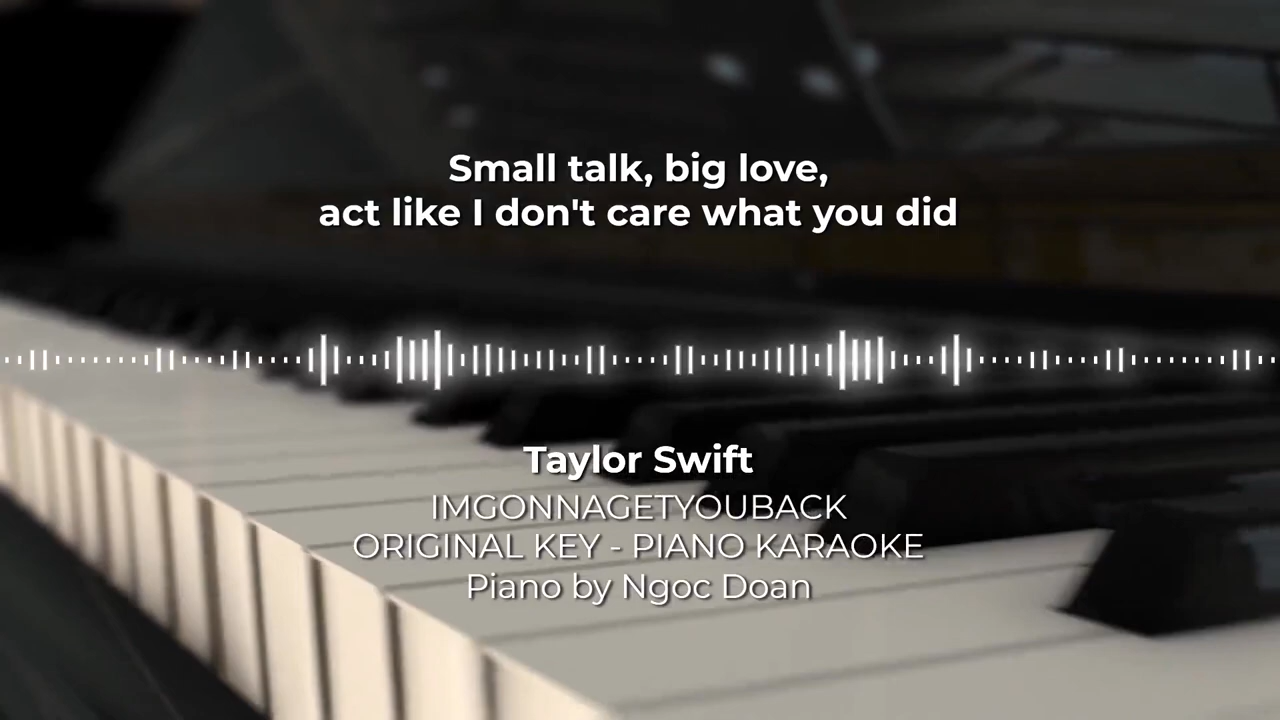 Small talk, big love,
act like I don't care what you did
Taylor Swift
IMGONNAGETYOUBACK
ORIGINAL KEY - PIANO KARAOKE
Piano by Ngoc Doan